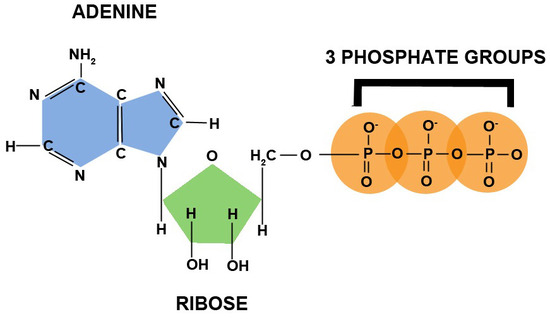 ADENINE
3 PHOSPHATE GROUPS
NH2
N C C N
C H
H C C
N N
O
H2C O
O- O- O-
P O P O P O
O O O
H H
H H
OH OH
RIBOSE